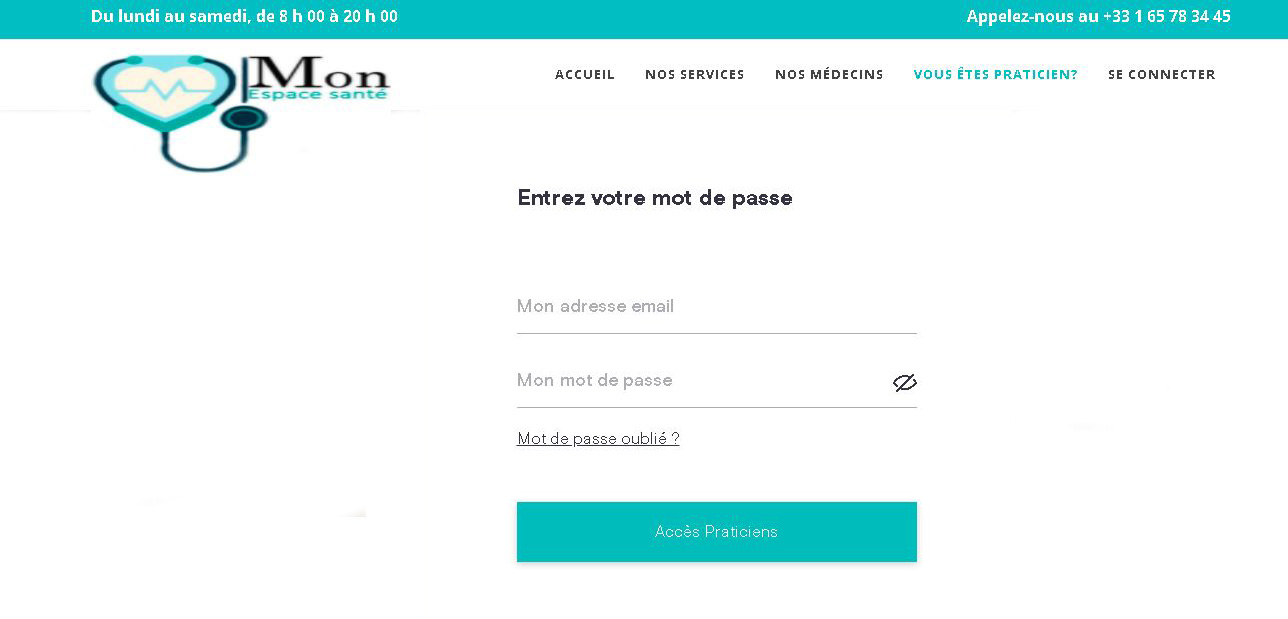 Du lundi au samedi, de 8 h 00 à 20 h 00
Appelez-nous au +33 1 65 78 34 45
Mon
Espace santé
ACCUEIL
NOS SERVICES
NOS MÉDECINS
VOUS ÊTES PRATICIEN?
SE CONNECTER
Entrez votre mot de passe
Mon adresse email
Mon mot de passe
Mot de passe oublié ?
Accès Praticiens